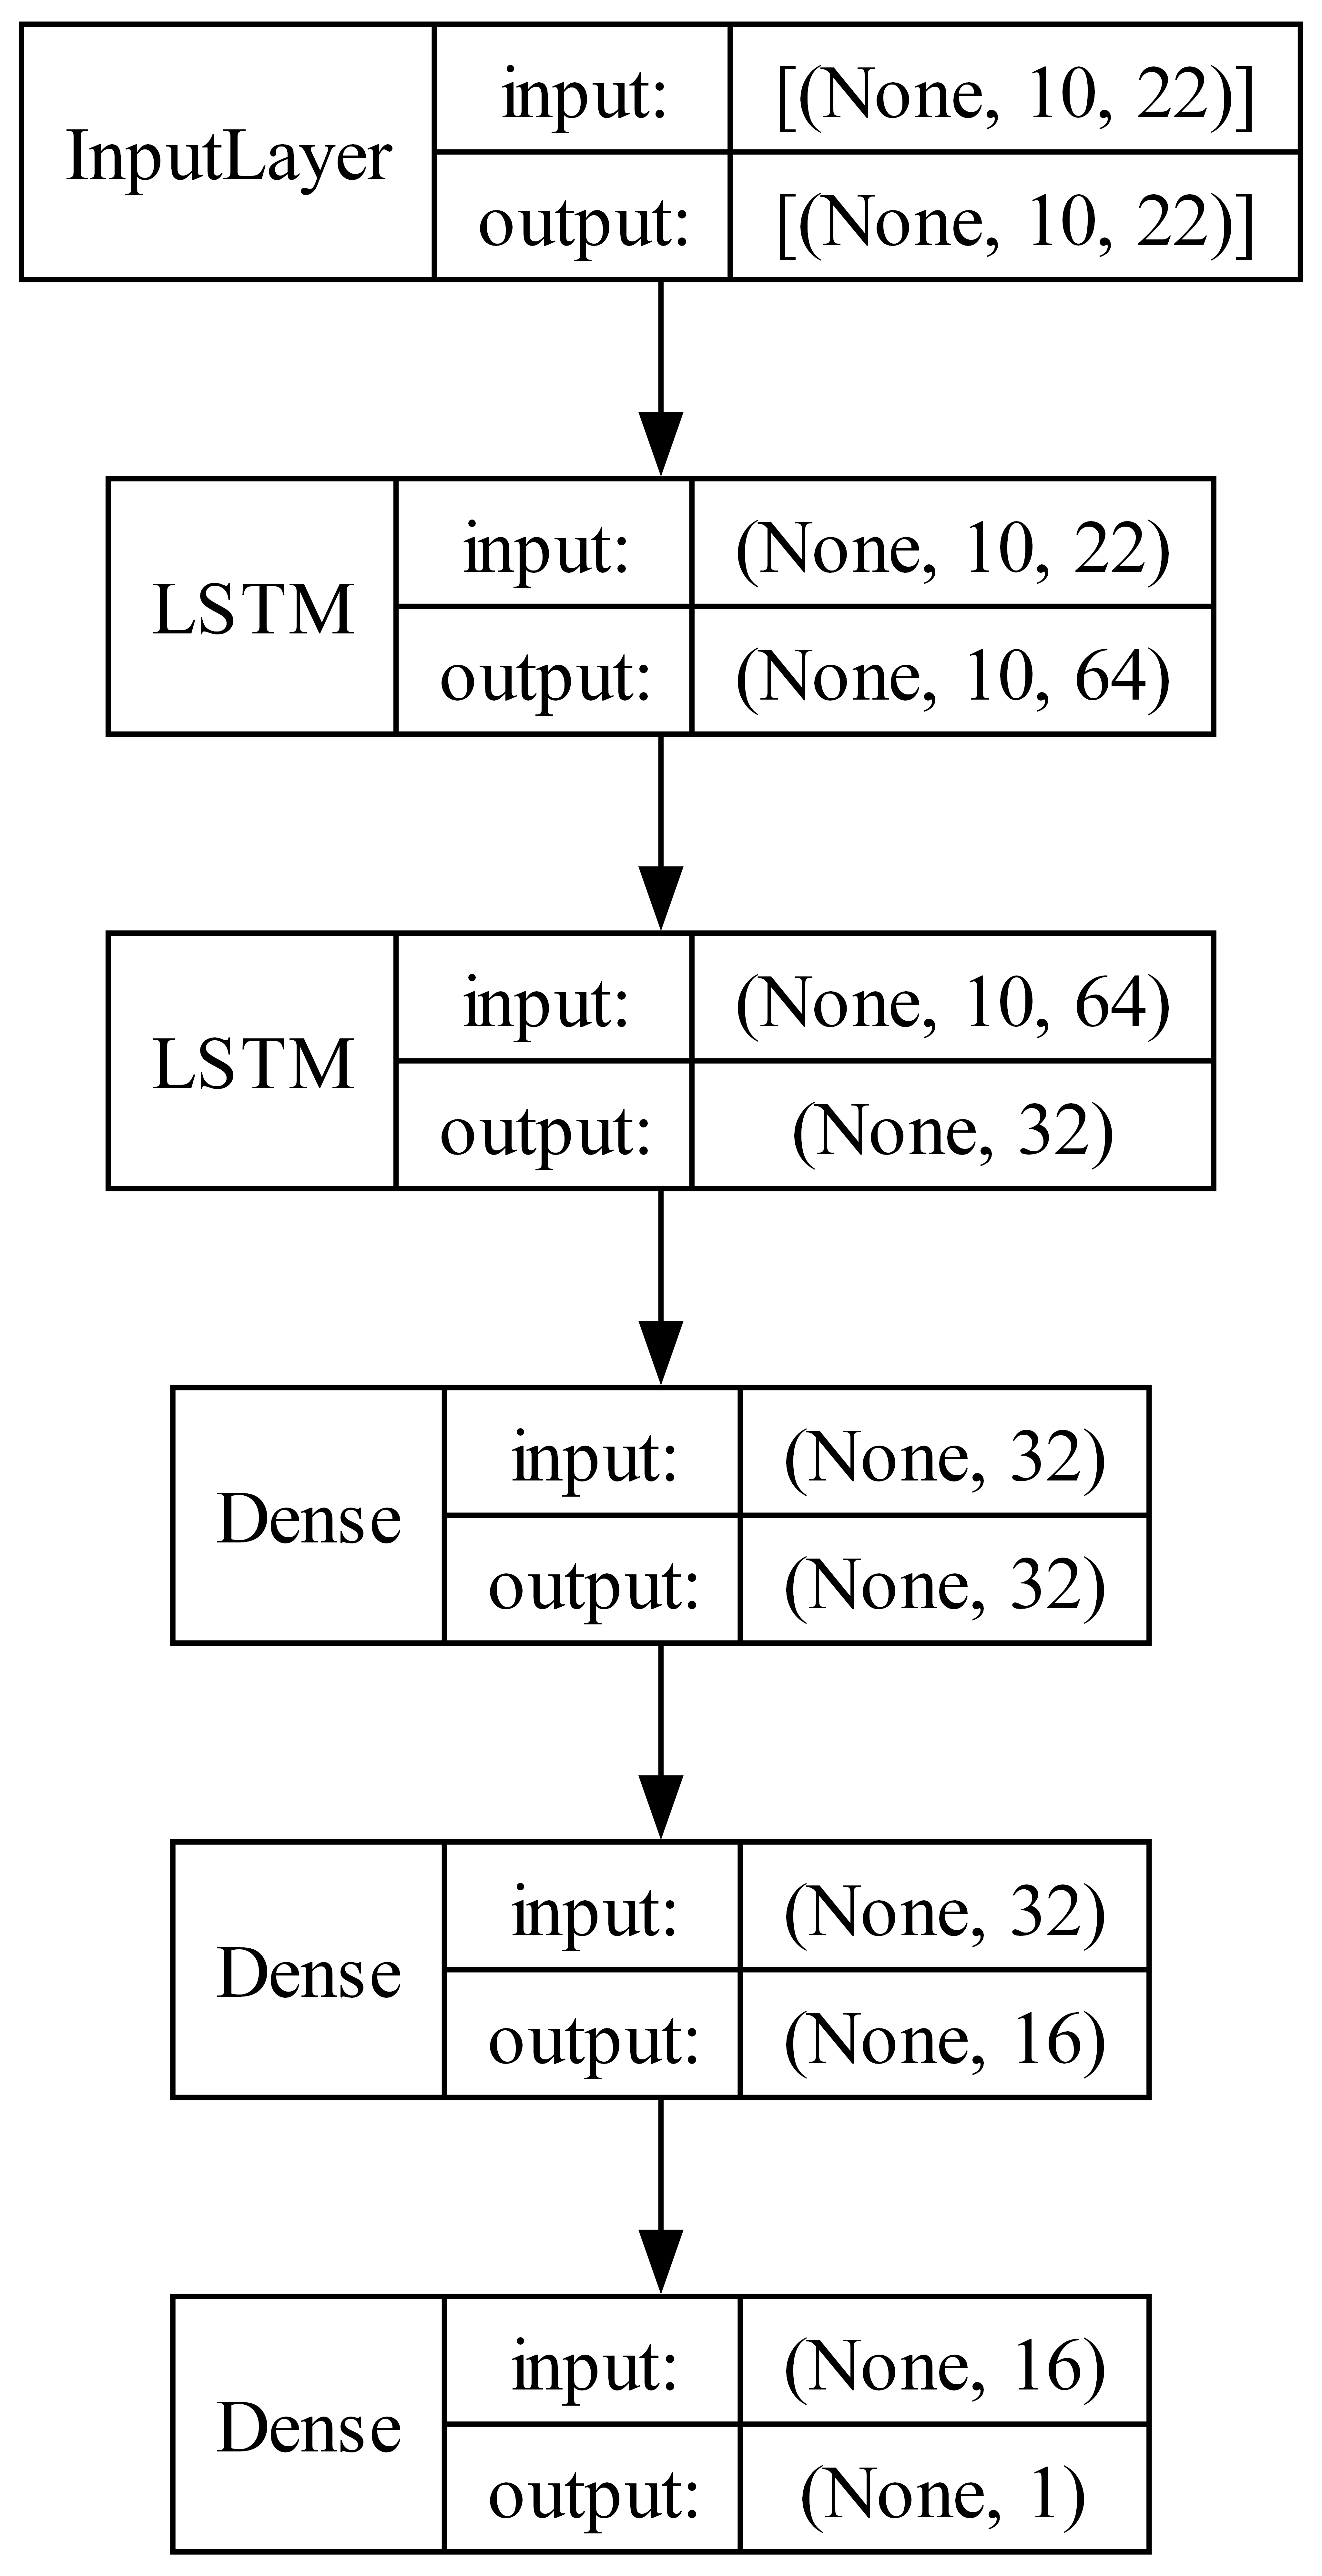 InputLayer
input:
[(None, 10, 22)]
output:
[(None, 10, 22)]
LSTM
input:
(None, 10, 22)
output:
(None, 10, 64)
LSTM
input:
(None, 10, 64)
output:
(None, 32)
Dense
input:
(None, 32)
output:
(None, 32)
Dense
input:
(None, 32)
output:
(None, 16)
Dense
input:
(None, 16)
output:
(None, 1)